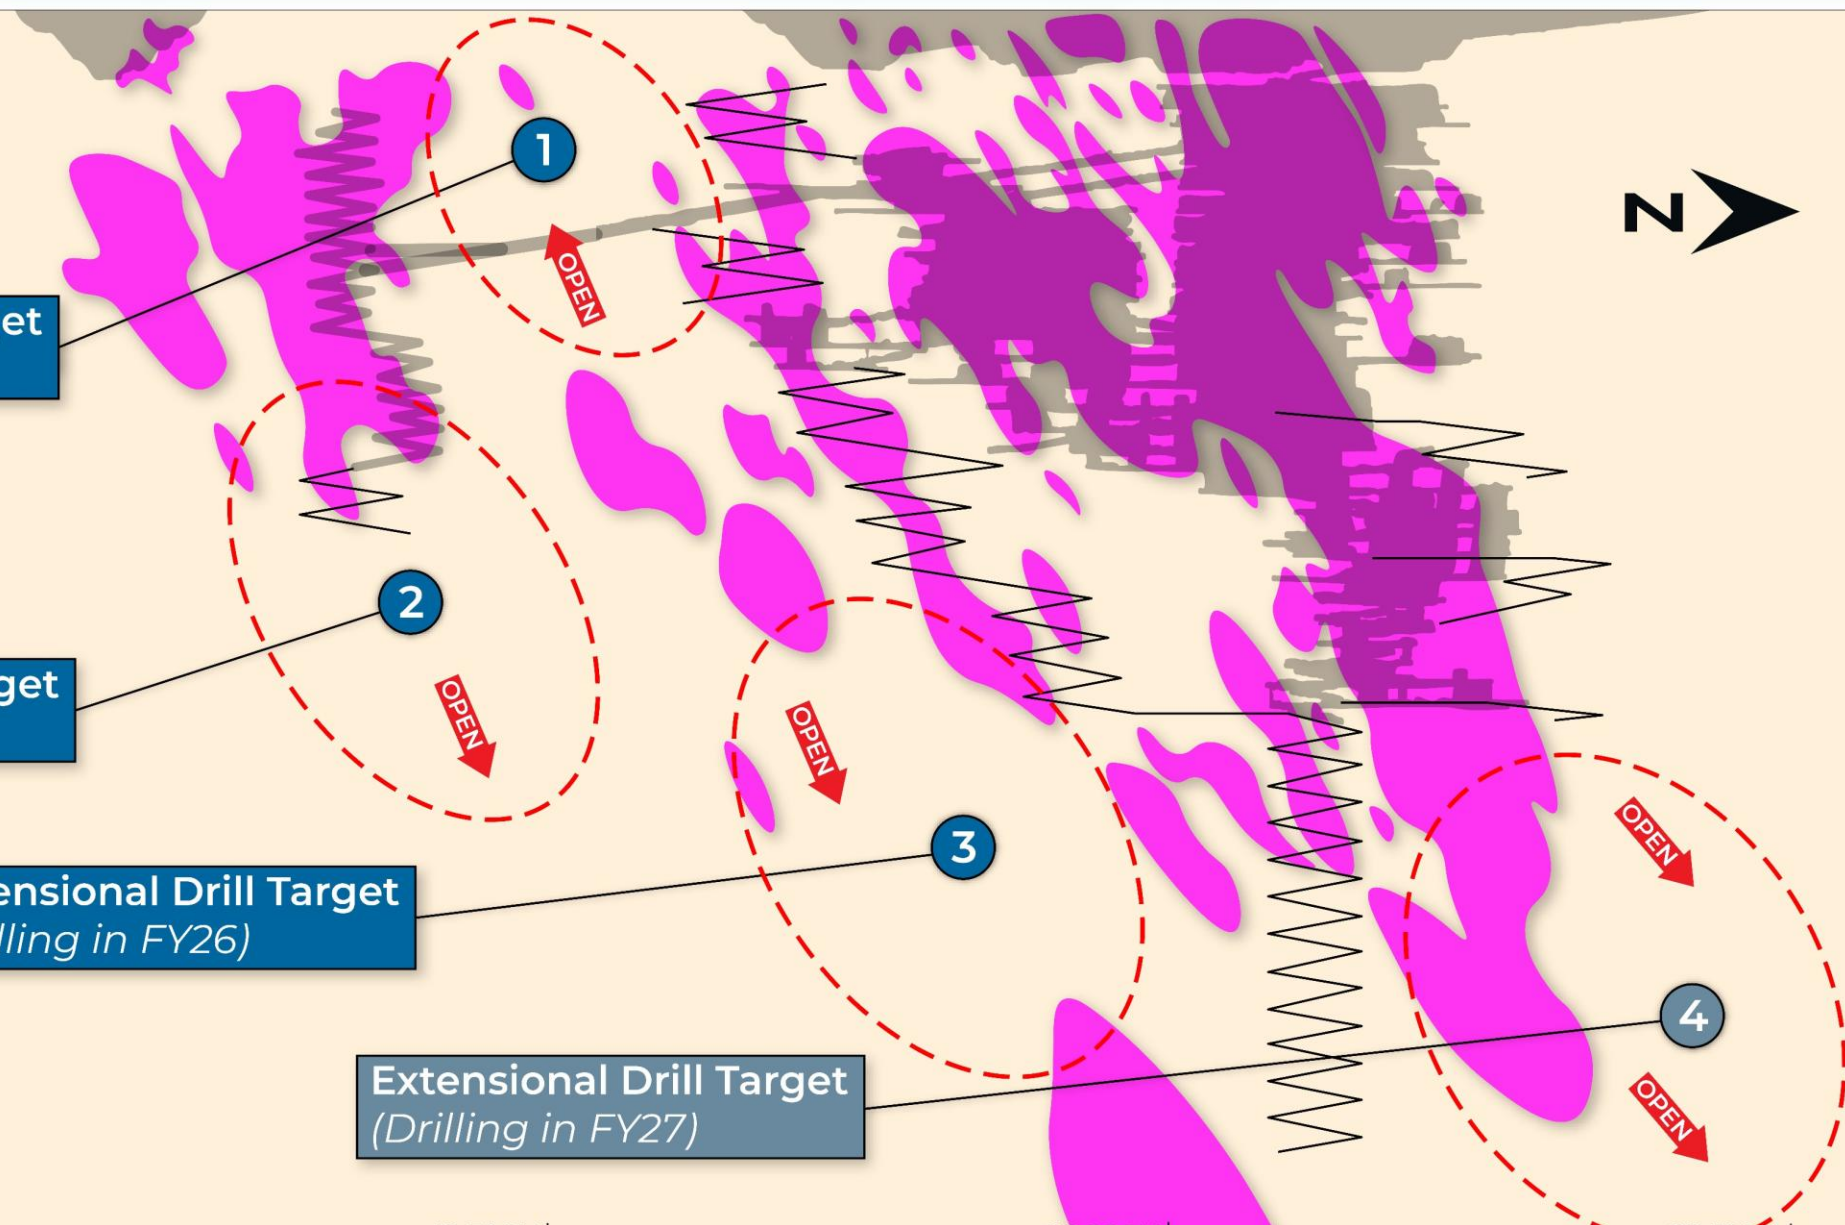 1
N
OPEN
et
2
get
OPEN
OPEN
3
OPEN
ensional Drill Target
lling in FY26)
4
Extensional Drill Target
(Drilling in FY27)
OPEN